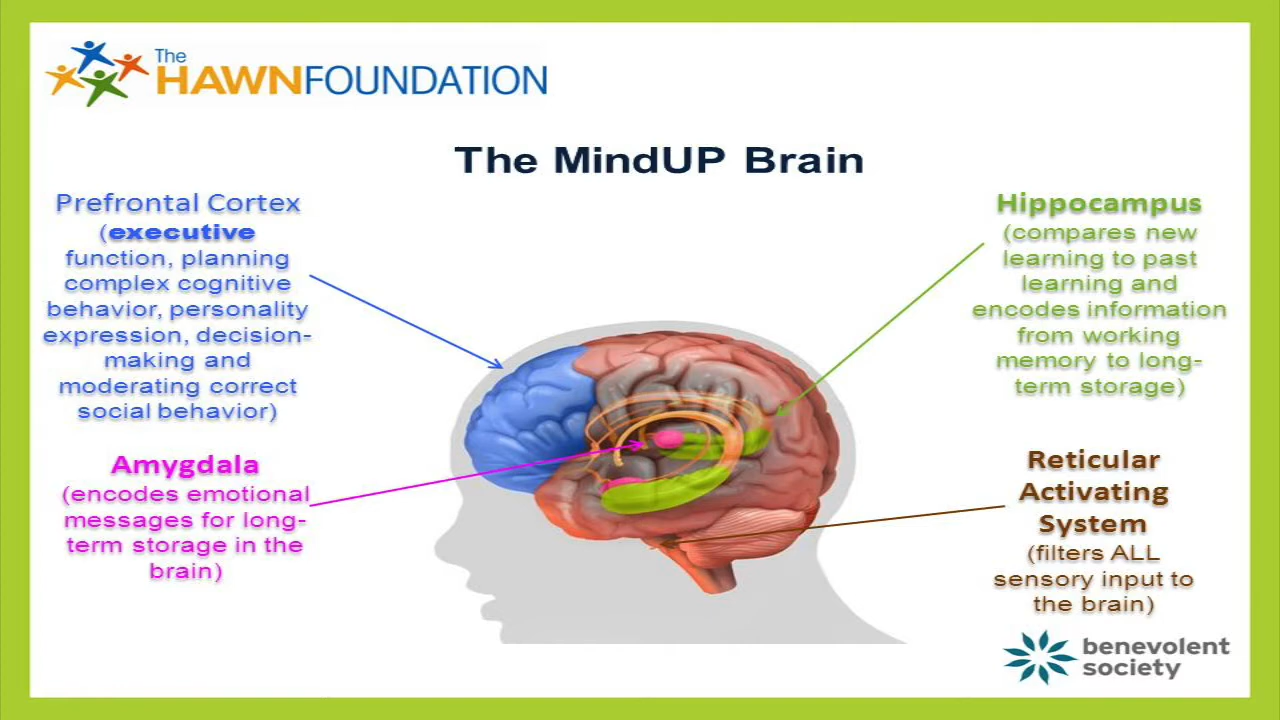 The
HAWNFOUNDATION
The MindUP Brain
Prefrontal Cortex
(executive
function, planning
complex cognitive
behavior, personality
expression, decision-
making and
moderating correct
social behavior)
Amygdala
(encodes emotional
messages for long-
term storage in the
brain)
Hippocampus
(compares new
learning to past
learning and
encodes information
from working
memory to long-
term storage)
Reticular
Activating
System
(filters ALL
sensory input to
the brain)
benevolent
society